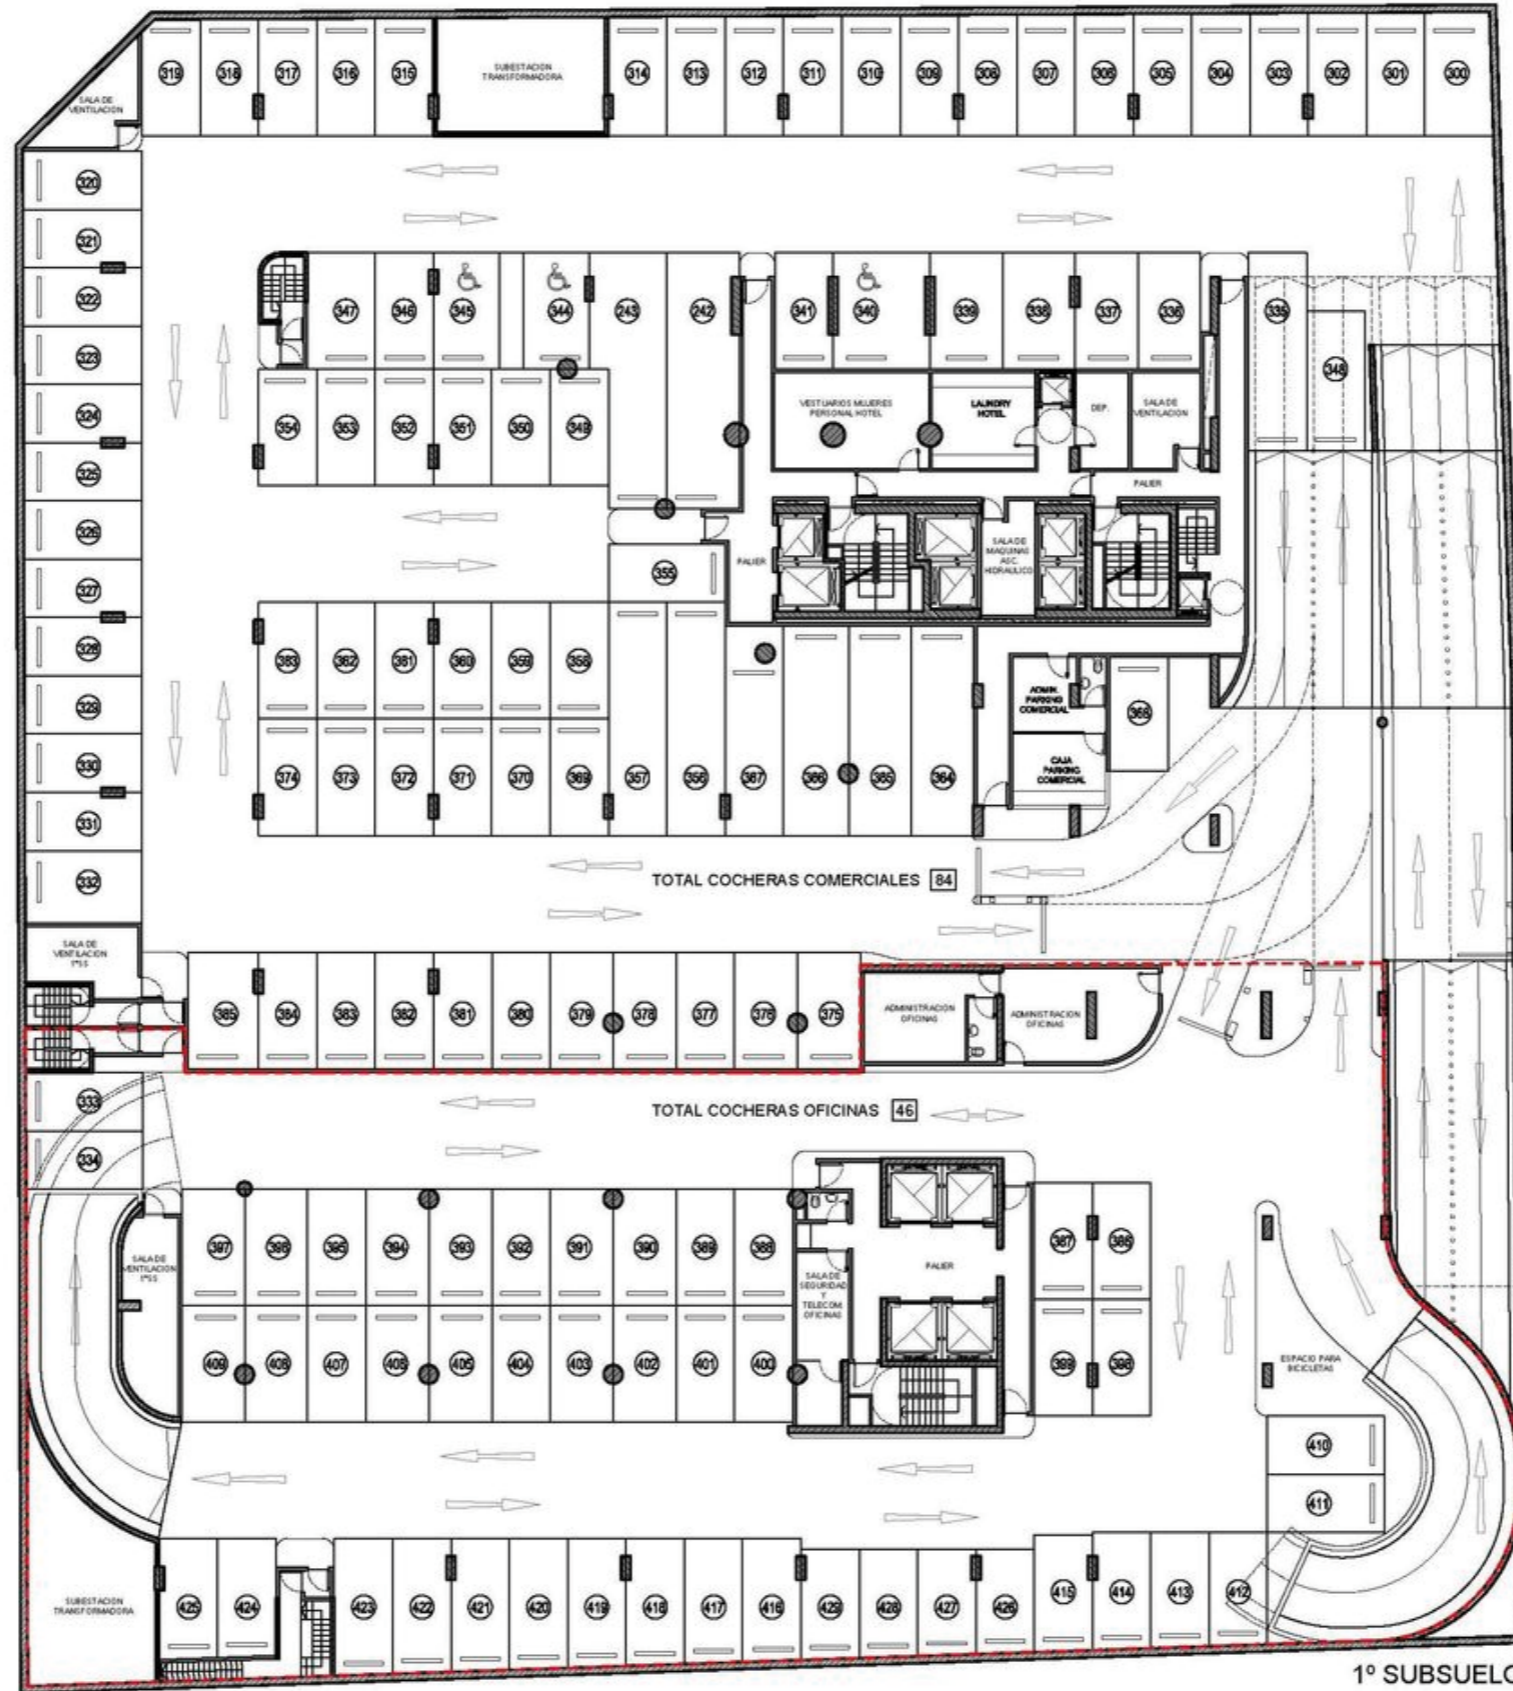 319
318
317
316
315
SUBESTACION
TRANSFORMADORA
314
313
312
311
310
309
308
307
306
305
304
303
302
301
300
SALA DE
VENTILACION
320
321
322
323
324
325
326
327
328
329
330
331
332
347
346
345
344
243
242
341
340
339
338
337
336
335
348
354
353
352
351
350
349
VESTUARIOS MUJERES
PERSONAL HOTEL
LAUNDRY
HOTEL
DEP.
SALA DE
VENTILACION
PALIER
PALIER
SALA DE
MAQUINAS
ASC.
HIDRAULICO
355
363
362
361
360
359
358
374
373
372
371
370
369
357
356
367
366
365
364
ADMIN.
PARKING
COMERCIAL
368
CAJA
PARKING
COMERCIAL
TOTAL COCHERAS COMERCIALES 84
SALA DE
VENTILACION
1ºSS
385
384
383
382
381
380
379
378
377
376
375
ADMINISTRACION
OFICINAS
ADMINISTRACION
OFICINAS
333
334
TOTAL COCHERAS OFICINAS 46
SALA DE
VENTILACION
1ºSS
397
396
395
394
393
392
391
390
389
388
387
386
PALIER
SALA DE
SEGURIDAD
Y
TELECOM.
OFICINAS
409
408
407
406
405
404
403
402
401
400
399
398
ESPACIO PARA
BICICLETAS
410
411
SUBESTACION
TRANSFORMADORA
425
424
423
422
421
420
419
418
417
416
429
428
427
426
415
414
413
412
1º SUBSUELO